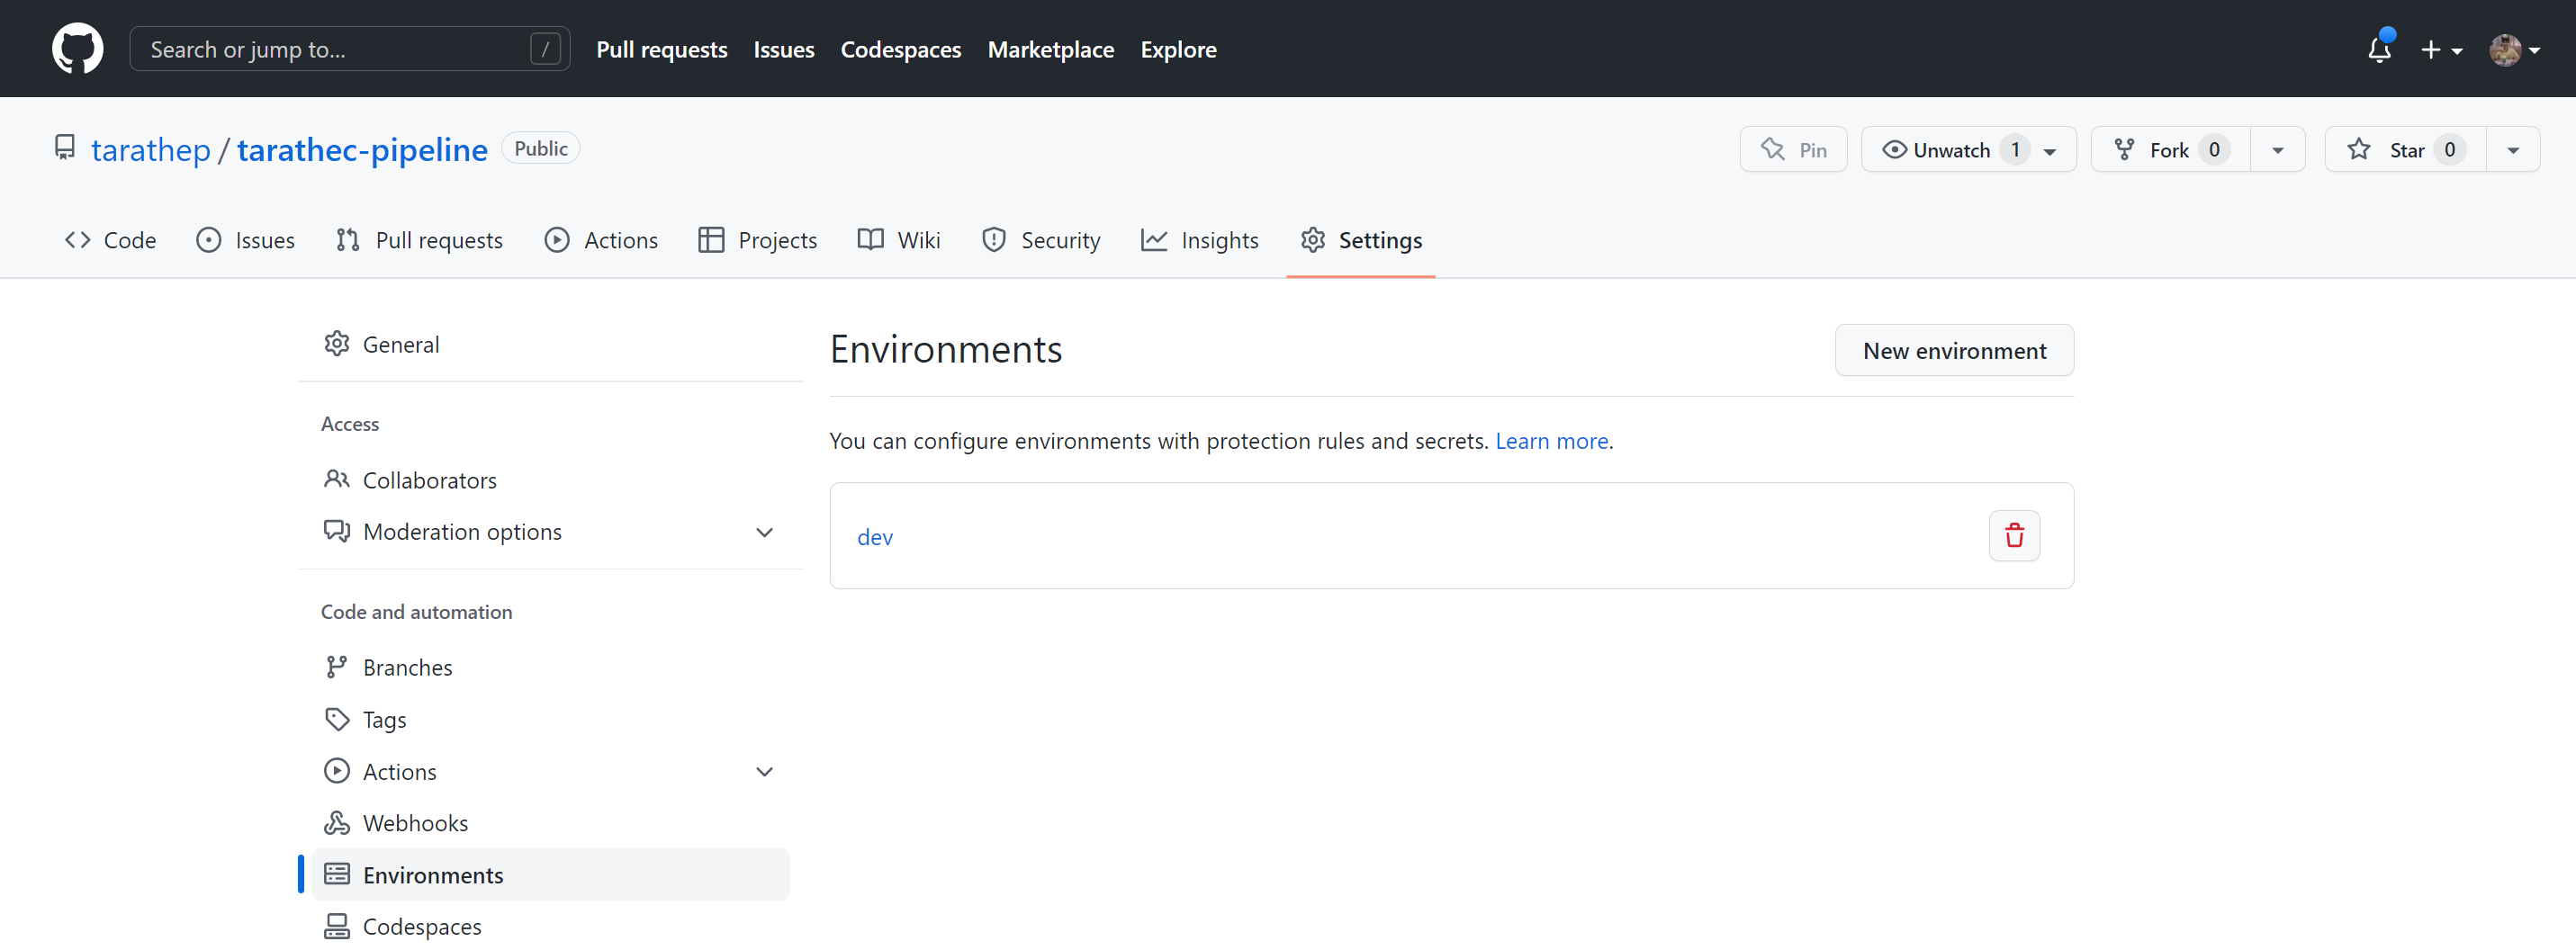 Search or jump to... / Pull requests Issues Codespaces Marketplace Explore
tarathep / tarathec-pipeline Public Pin Unwatch 1 Fork 0 Star 0
Code Issues Pull requests Actions Projects Wiki Security Insights Settings
General
Environments New environment
Access
You can configure environments with protection rules and secrets. Learn more.
Collaborators
Moderation options
dev
Code and automation
Branches
Tags
Actions
Webhooks
Environments
Codespaces